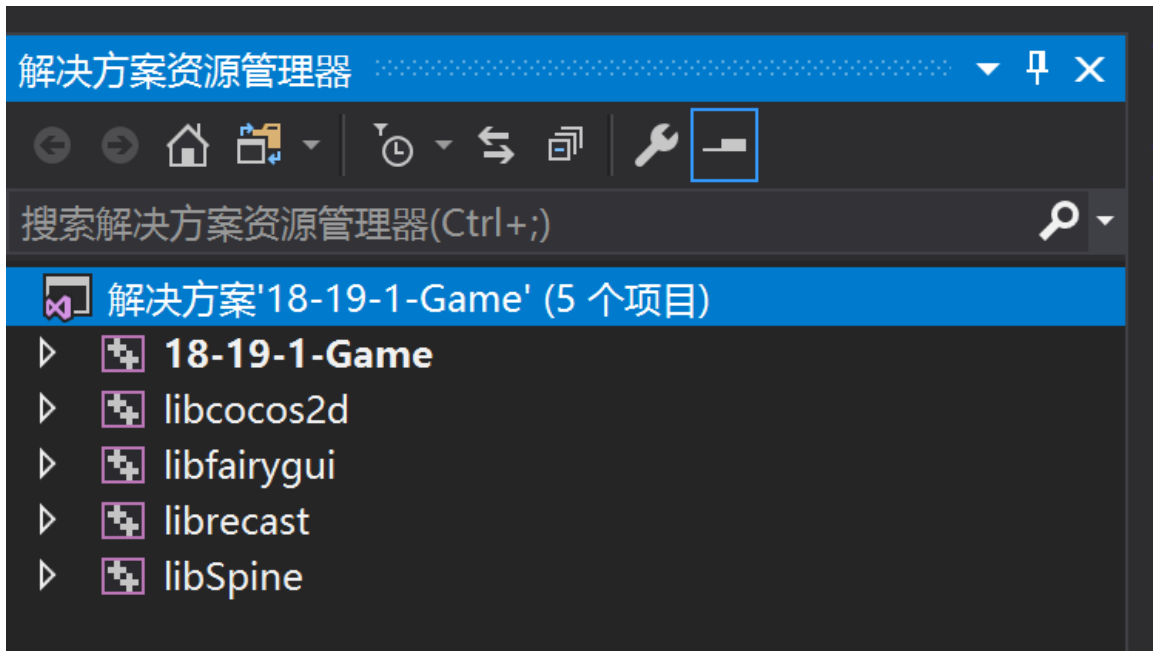 解决方案资源管理器
搜索解决方案资源管理器(Ctrl+;)
解决方案'18-19-1-Game' (5 个项目)
18-19-1-Game
libcocos2d
libfairygui
librecast
libSpine